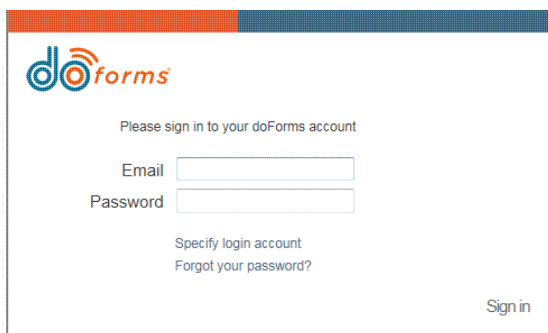 doforms
Please sign in to your doForms account
Email
Password
Specify login account
Forgot your password?
Sign in